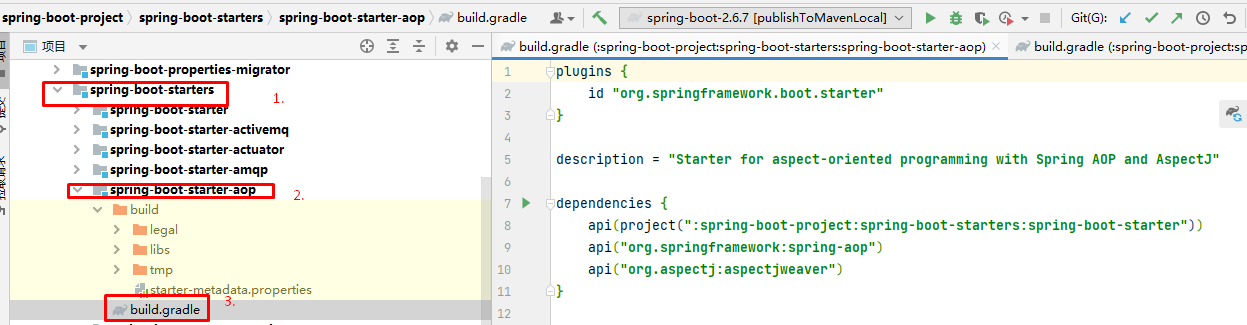 spring-boot-project spring-boot-starters spring-boot-starter-aop build.gradle spring-boot-2.6.7 [publishToMavenLocal] Git(G):
项目
build.gradle (:spring-boot-project:spring-boot-starters:spring-boot-starter-aop) build.gradle (:spring-boot-project:sp
spring-boot-properties-migrator
spring-boot-starters 1.
spring-boot-starter
spring-boot-starter-activemq
spring-boot-starter-actuator
spring-boot-starter-amqp
spring-boot-starter-aop 2.
build
legal
libs
tmp
starter-metadata.properties
build.gradle 3.
1 plugins {
2 id "org.springframework.boot.starter"
3 }
4
5 description = "Starter for aspect-oriented programming with Spring AOP and AspectJ"
6
7 dependencies {
8 api(project(":spring-boot-project:spring-boot-starters:spring-boot-starter"))
9 api("org.springframework:spring-aop")
10 api("org.aspectj:aspectjweaver")
11 }
12